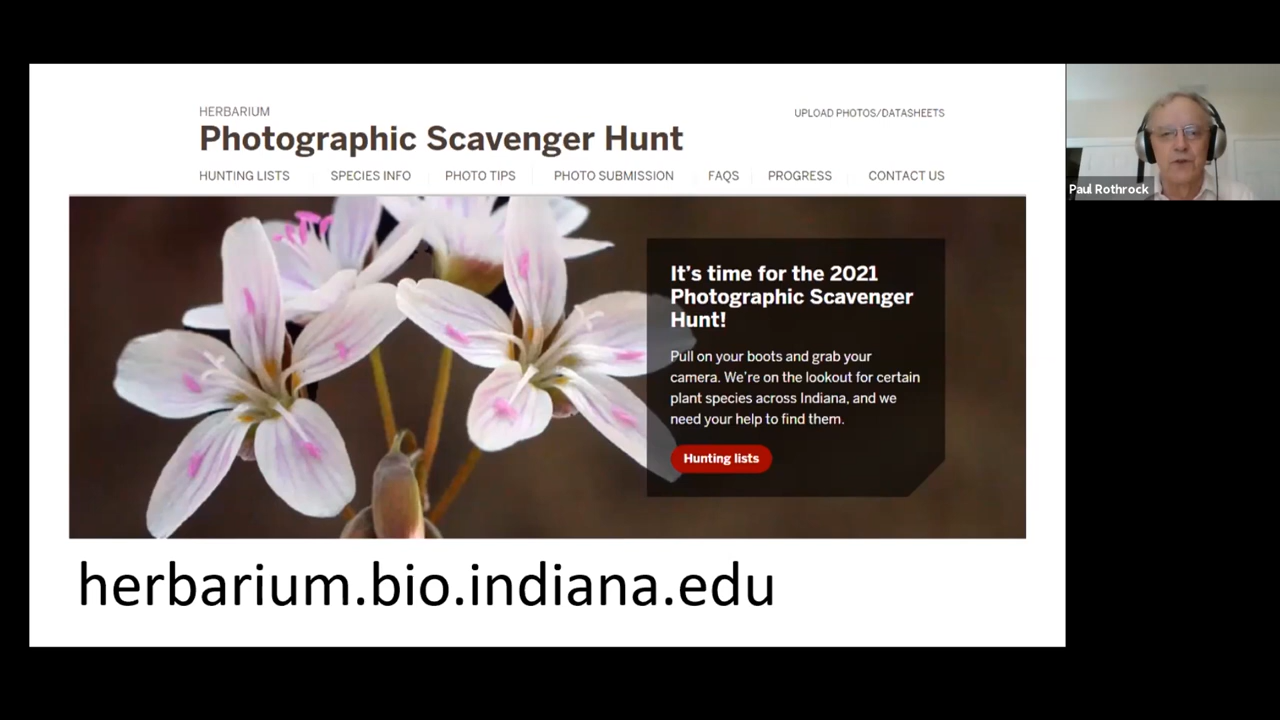 HERBARIUM
Photographic Scavenger Hunt
UPLOAD PHOTOS/DATASHEETS
HUNTING LISTS SPECIES INFO PHOTO TIPS PHOTO SUBMISSION FAQS PROGRESS CONTACT US
It's time for the 2021
Photographic Scavenger
Hunt!
Pull on your boots and grab your
camera. We're on the lookout for certain
plant species across Indiana, and we
need your help to find them.
Hunting lists
herbarium.bio.indiana.edu
Paul Rothrock